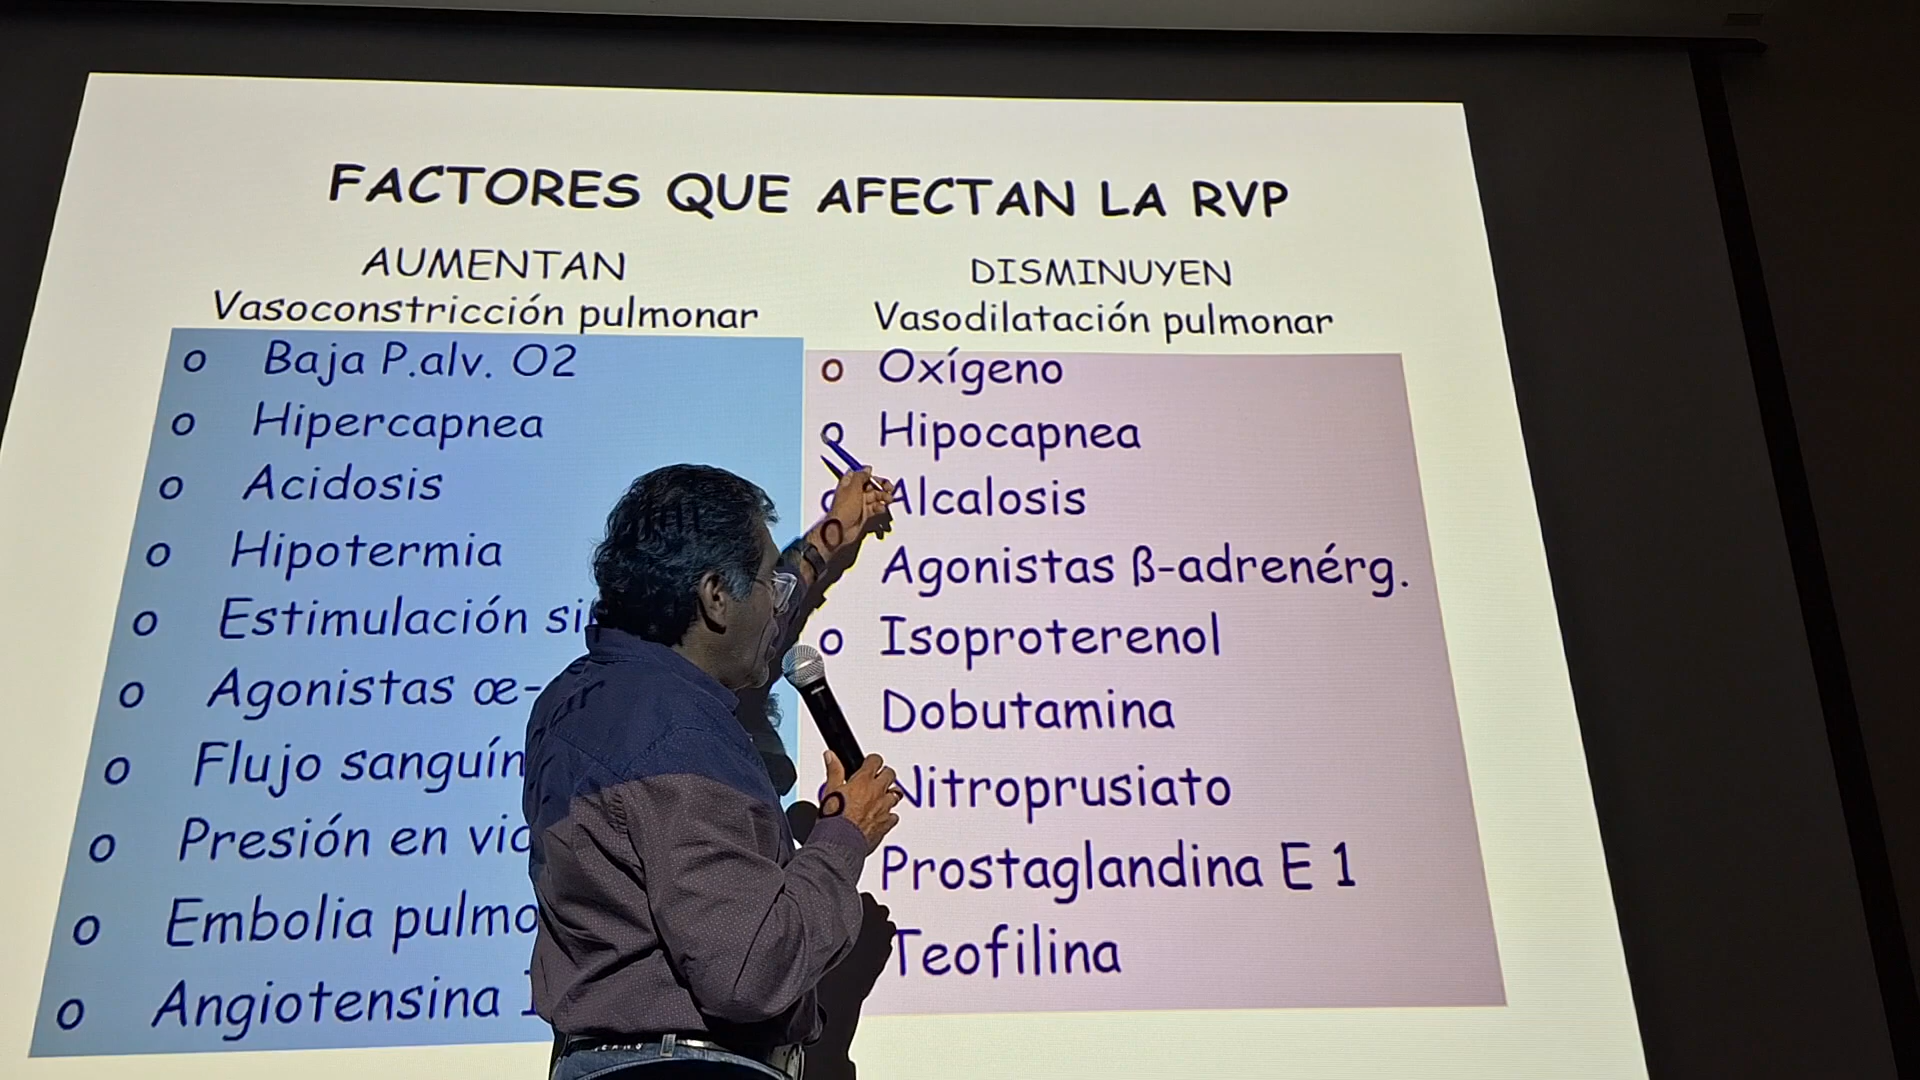 FACTORES QUE AFECTAN LA RVP
AUMENTAN
Vasoconstricción pulmonar
o Baja P.alv. O2
o Hipercapnea
o Acidosis
o Hipotermia
o Estimulación
o Agonistas œ-
o Flujo
o Presión en
o Embolia
o Angiotensina
DISMINUYEN
Vasodilatación pulmonar
o Oxígeno
o Hipocapnea
o Alcalosis
o Agonistas ß-adrenérg.
o Isoproterenol
Dobutamina
o Nitroprusiato
o Prostaglandina E 1
Teofilina